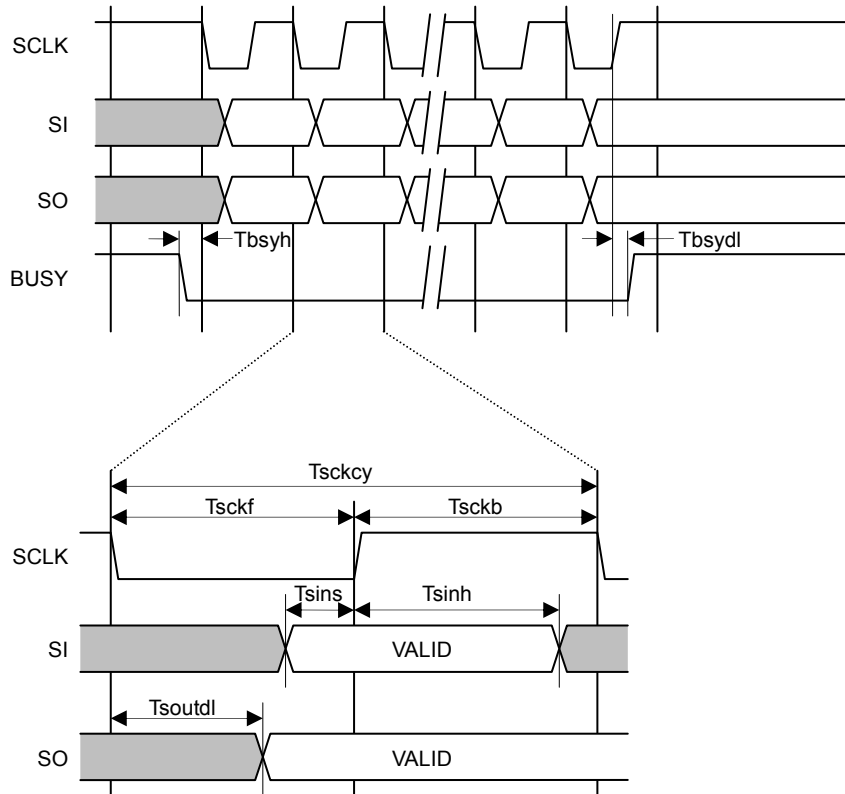 SCLK
SI
SO
Tbsyh
Tbsydl
BUSY
Tsckcy
Tsckf
Tsckb
SCLK
Tsins
Tsinh
SI
VALID
Tsoutdl
SO
VALID